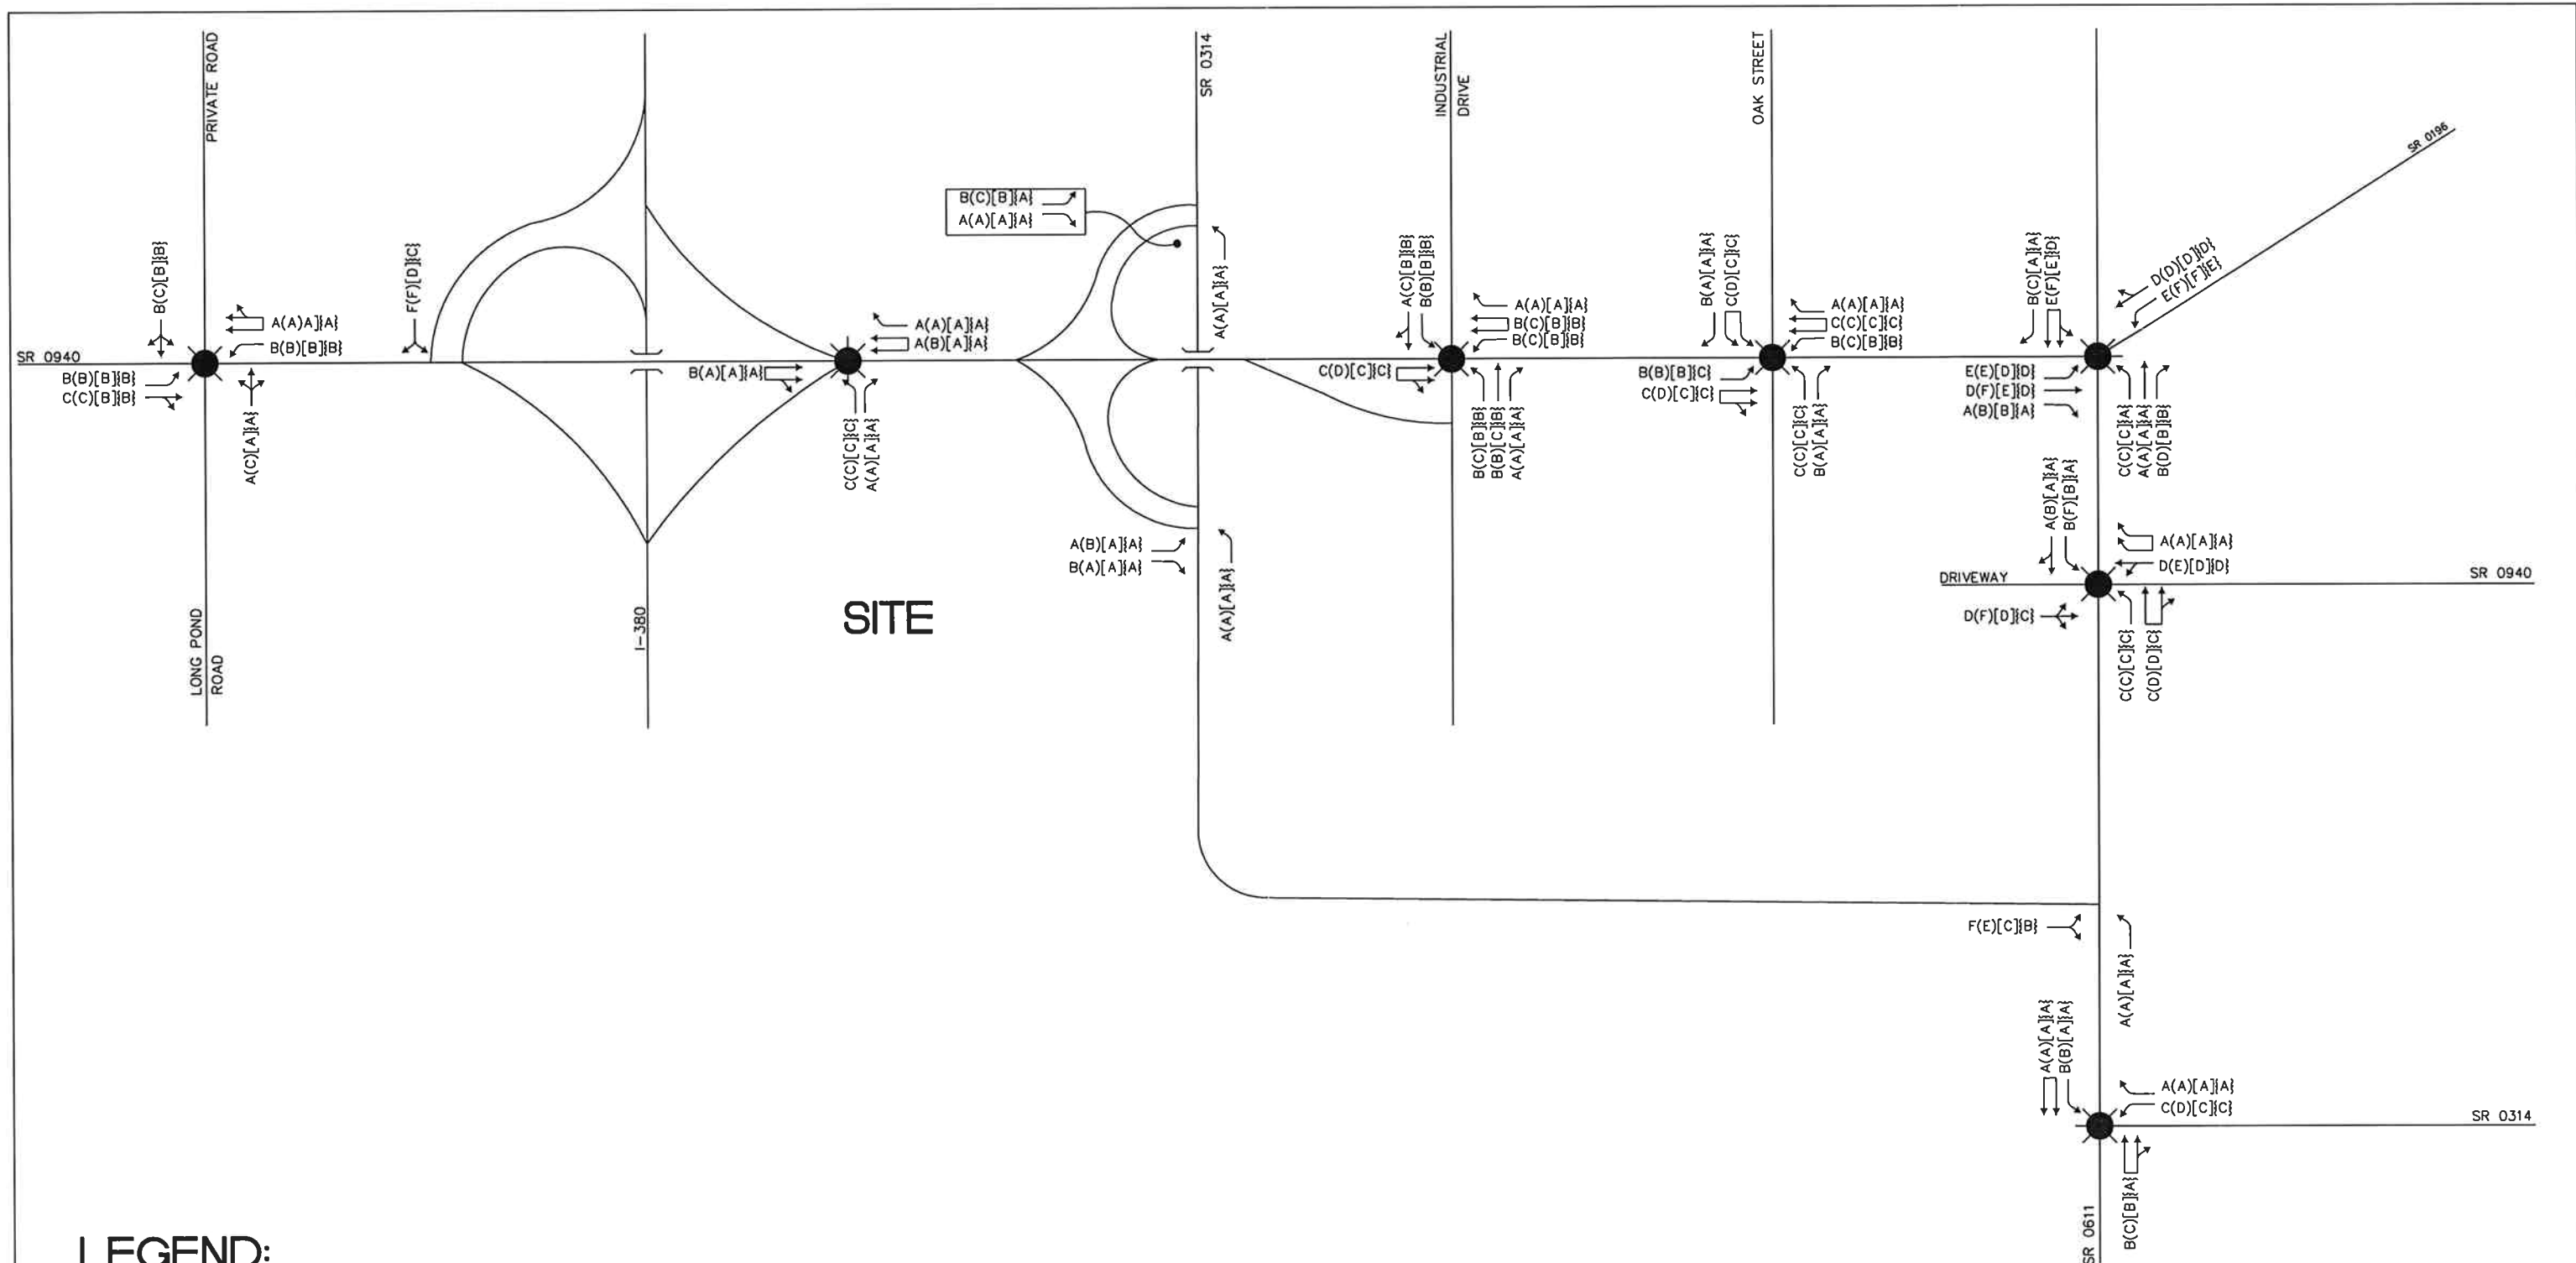 PRIVATE ROAD
SR 0314
INDUSTRIAL
DRIVE
OAK STREET
SR 0196
B(C)[B]{B}
F(F)[D]{C}
B(C)[B]{A}
A(A)[A]{A}
A(A)[A]{A}
A(C)[B]{B}
B(B)[B]{B}
B(A)[A]{A}
C(D)[C]{C}
B(C)[A]{A}
E(F)[E]{D}
D(D)[D]{D}
E(F)[F]{E}
A(A)A]{A}
B(B)[B]{B}
A(A)[A]{A}
A(B)[A]{A}
A(A)[A]{A}
B(C)[B]{B}
B(C)[B]{B}
A(A)[A]{A}
C(C)[C]{C}
B(C)[B]{B}
SR 0940
B(B)[B]{B}
C(C)[B]{B}
A(C)[A]{A}
B(A)[A]{A}
C(C)[C]{C}
A(A)[A]{A}
C(D)[C]{C}
B(C)[B]{B}
B(B)[C]{B}
A(A)[A]{A}
B(B)[B]{C}
C(D)[C]{C}
C(C)[C]{C}
B(A)[A]{A}
E(E)[D]{D}
D(F)[E]{D}
A(B)[B]{A}
C(C)[C]{A}
A(A)[A]{A}
B(D)[B]{B}
A(B)[A]{A}
B(F)[B]{A}
A(A)[A]{A}
D(E)[D]{D}
A(B)[A]{A}
B(A)[A]{A}
A(A)[A]{A}
DRIVEWAY
SR 0940
D(F)[D]{C}
C(C)[C]{C}
C(D)[D]{C}
LONG POND
ROAD
I-380
SITE
F(E)[C]{B}
A(A)[A]{A}
A(A)[A]{A}
B(B)[A]{A}
A(A)[A]{A}
C(D)[C]{C}
SR 0314
B(C)[B]{A}
SR 0611
LEGEND: